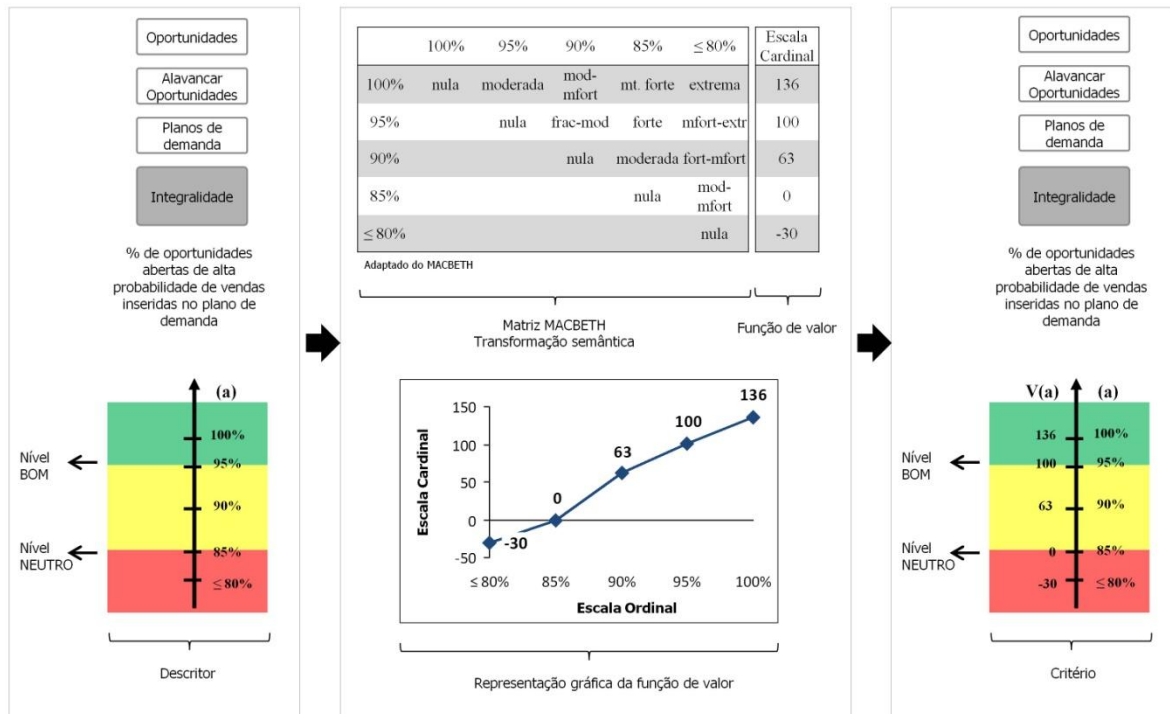 Oportunidades
Alavancar
Oportunidades
Planos de
demanda
Integralidade
% de oportunidades
abertas de alta
probabilidade de vendas
inseridas no plano de
demanda
(a)
100%
Nível
BOM
95%
90%
Nível
NEUTRO
85%
≤ 80%
Descritor
100% 95% 90% 85% ≤ 80% Escala
Cardinal
100% nula moderada mod-
mfort mt. forte extrema 136
95% nula frac-mod forte mfort-extr 100
90% nula moderada fort-mfort 63
85% nula mod-
mfort 0
≤ 80% nula -30
Adaptado do MACBETH
Matriz MACBETH
Transformação semântica
Função de valor
Escala Cardinal
150
100
50
0
-50
-30
0
63
100
136
≤ 80% 85% 90% 95% 100%
Escala Ordinal
Representação gráfica da função de valor
Oportunidades
Alavancar
Oportunidades
Planos de
demanda
Integralidade
% de oportunidades
abertas de alta
probabilidade de vendas
inseridas no plano de
demanda
V(a) (a)
136 100%
Nível
BOM
100 95%
63 90%
Nível
NEUTRO
0 85%
-30 ≤ 80%
Critério